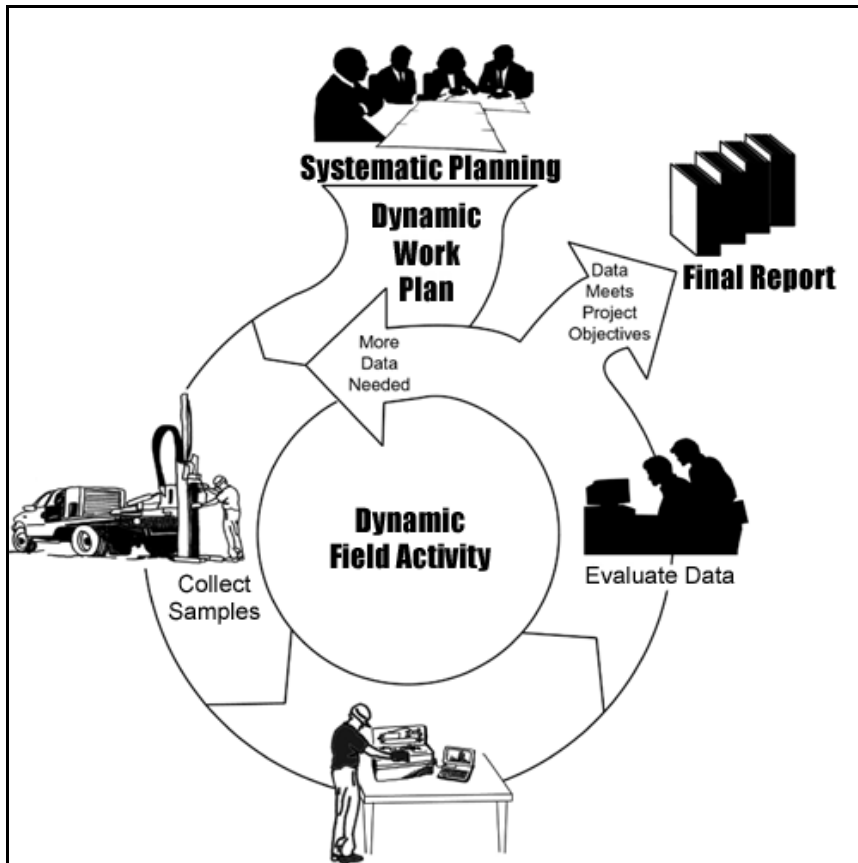 Systematic Planning
Dynamic
Work
Plan
Data
Meets
Project
Objectives
Final Report
More
Data
Needed
Dynamic
Field Activity
Collect
Samples
Evaluate Data